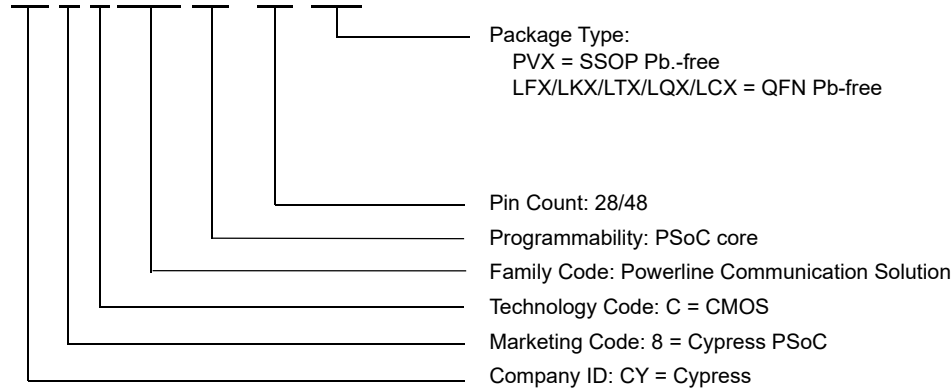 Package Type:
PVX = SSOP Pb.-free
LFX/LKX/LTX/LQX/LCX = QFN Pb-free
Pin Count: 28/48
Programmability: PSoC core
Family Code: Powerline Communication Solution
Technology Code: C = CMOS
Marketing Code: 8 = Cypress PSoC
Company ID: CY = Cypress